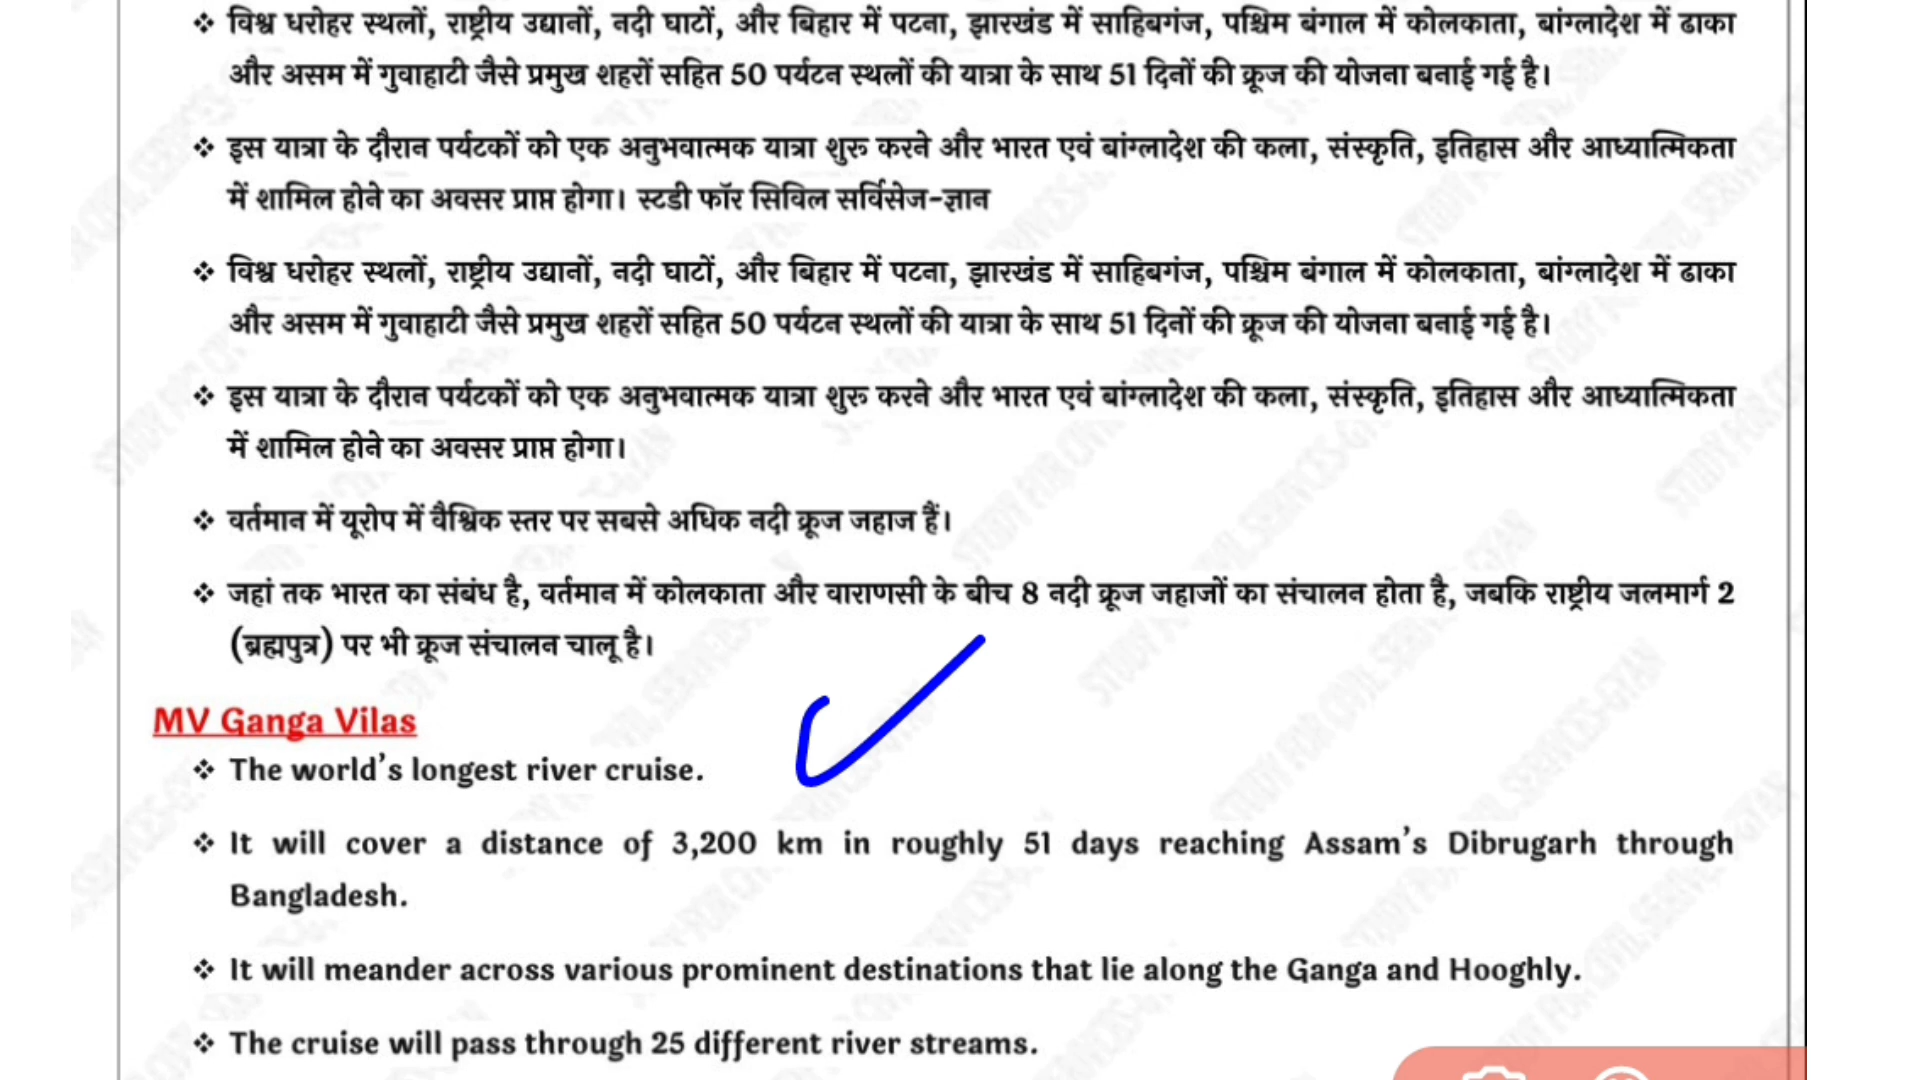 ❖ विश्व धरोहर स्थलों, राष्ट्रीय उद्यानों, नदी घाटों, और बिहार में पटना, झारखंड में साहिबगंज, पश्चिम बंगाल में कोलकाता, बांग्लादेश में ढाका
और असम में गुवाहाटी जैसे प्रमुख शहरों सहित 50 पर्यटन स्थलों की यात्रा के साथ 51 दिनों की क्रूज की योजना बनाई गई है।
❖ इस यात्रा के दौरान पर्यटकों को एक अनुभवात्मक यात्रा शुरू करने और भारत एवं बांग्लादेश की कला, संस्कृति, इतिहास और आध्यात्मिकता
में शामिल होने का अवसर प्राप्त होगा। स्टडी फॉर सिविल सर्विसेज-ज्ञान
❖ विश्व धरोहर स्थलों, राष्ट्रीय उद्यानों, नदी घाटों, और बिहार में पटना, झारखंड में साहिबगंज, पश्चिम बंगाल में कोलकाता, बांग्लादेश में ढाका
और असम में गुवाहाटी जैसे प्रमुख शहरों सहित 50 पर्यटन स्थलों की यात्रा के साथ 51 दिनों की क्रूज की योजना बनाई गई है।
❖ इस यात्रा के दौरान पर्यटकों को एक अनुभवात्मक यात्रा शुरू करने और भारत एवं बांग्लादेश की कला, संस्कृति, इतिहास और आध्यात्मिकता
में शामिल होने का अवसर प्राप्त होगा।
❖ वर्तमान में यूरोप में वैश्विक स्तर पर सबसे अधिक नदी क्रूज जहाज हैं।
❖ जहां तक भारत का संबंध है, वर्तमान में कोलकाता और वाराणसी के बीच 8 नदी क्रूज जहाजों का संचालन होता है, जबकि राष्ट्रीय जलमार्ग 2
(ब्रह्मपुत्र) पर भी क्रूज संचालन चालू है।
MV Ganga Vilas
❖ The world's longest river cruise.
❖ It will cover a distance of 3,200 km in roughly 51 days reaching Assam's Dibrugarh through
Bangladesh.
❖ It will meander across various prominent destinations that lie along the Ganga and Hooghly.
❖ The cruise will pass through 25 different river streams.